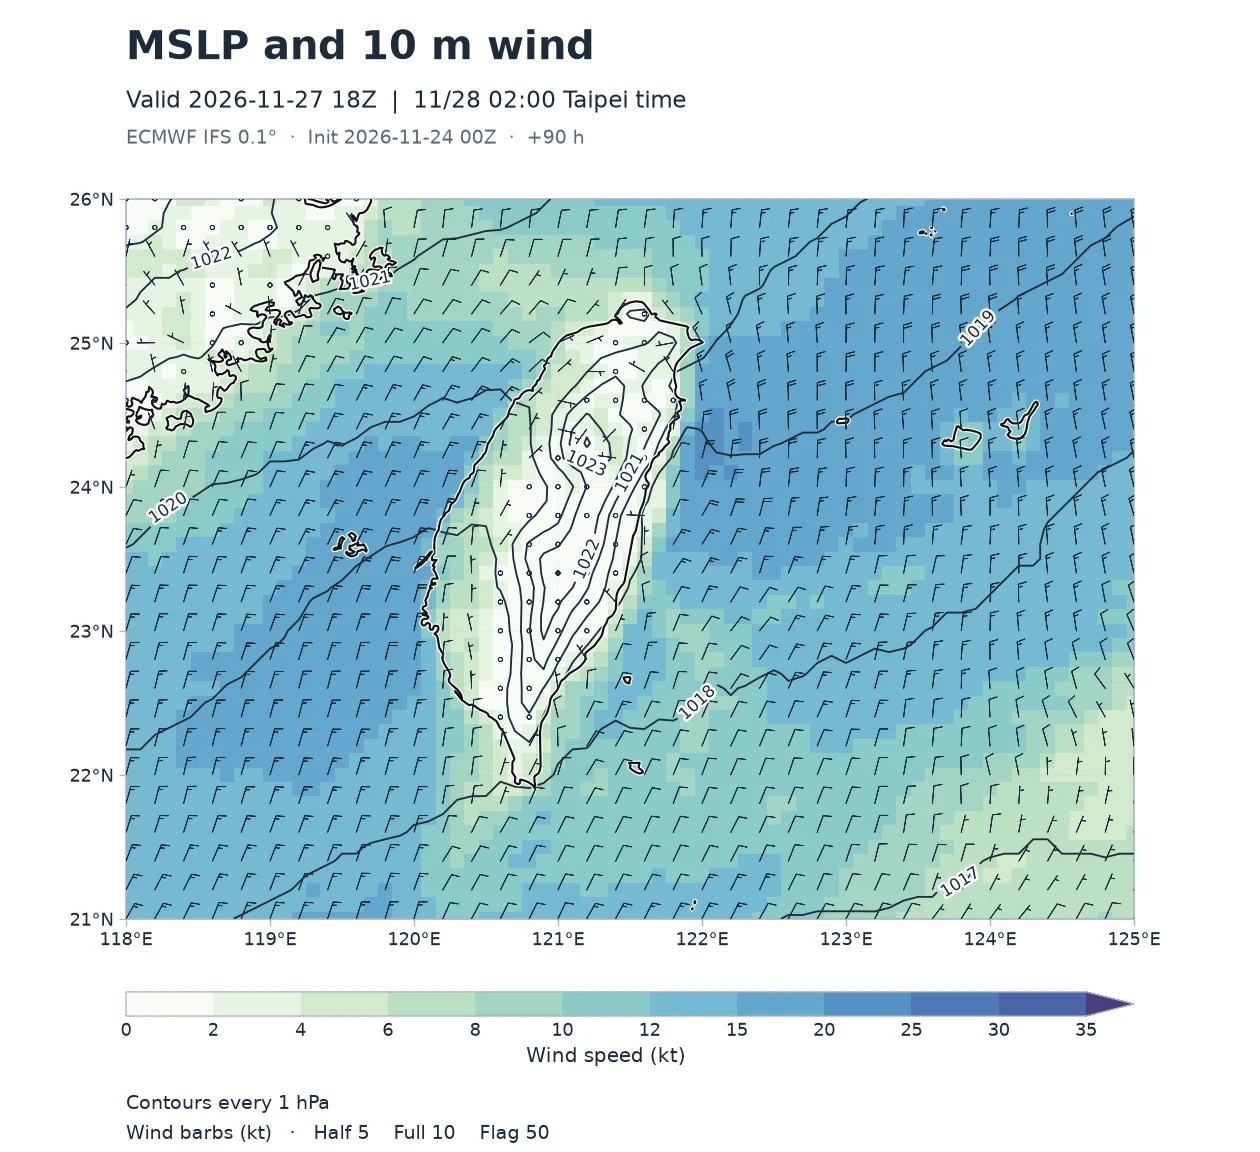 MSLP and 10 m wind
Valid 2026-11-27 18Z | 11/28 02:00 Taipei time
ECMWF IFS 0.1° · Init 2026-11-24 00Z · +90 h
26°N
25°N
24°N
23°N
22°N
21°N
1022
1021
1019
1023
1021
1020
1022
1018
1017
118°E 119°E 120°E 121°E 122°E 123°E 124°E 125°E
0 2 4 6 8 10 12 15 20 25 30 35
Wind speed (kt)
Contours every 1 hPa
Wind barbs (kt) · Half 5 Full 10 Flag 50